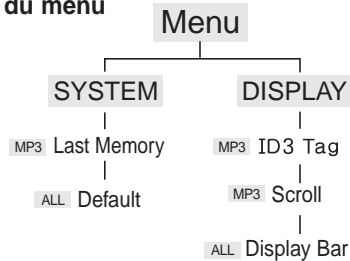 du menu
Menu
SYSTEM DISPLAY
MP3 Last Memory MP3 ID3 Tag
ALL Default MP3 Scroll
ALL Display Bar